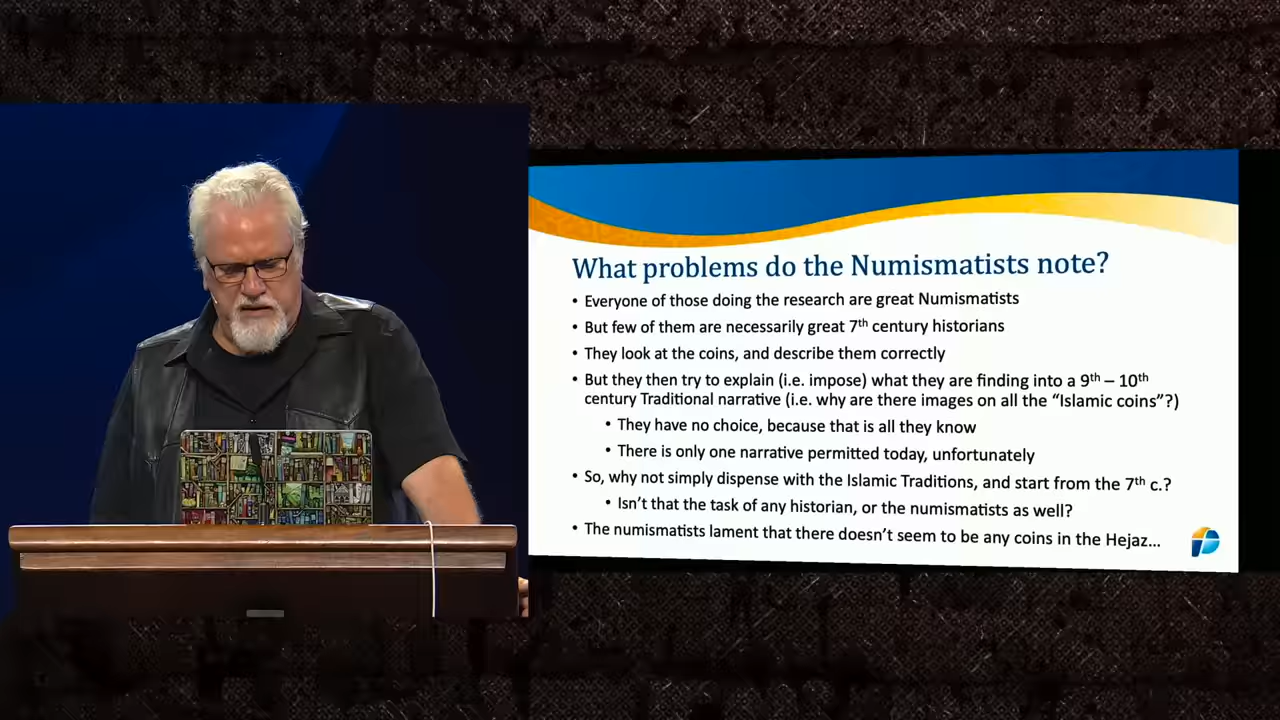 What problems do the Numismatists note?
• Everyone of those doing the research are great Numismatists
• But few of them are necessarily great 7th century historians
• They look at the coins, and describe them correctly
• But they then try to explain (i.e. impose) what they are finding into a 9th – 10th
century Traditional narrative (i.e. why are there images on all the “Islamic coins”?)
• They have no choice, because that is all they know
• There is only one narrative permitted today, unfortunately
• So, why not simply dispense with the Islamic Traditions, and start from the 7th c.?
• Isn’t that the task of any historian, or the numismatists as well?
• The numismatists lament that there doesn’t seem to be any coins in the Hejaz...